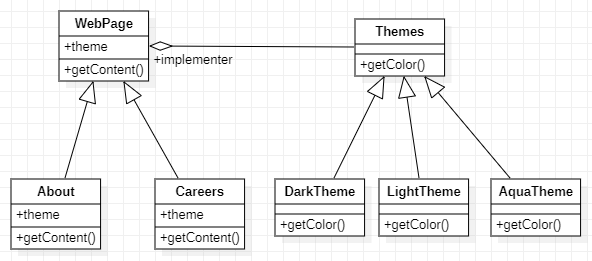 WebPage
+theme
+getContent()
+implementer
Themes
+getColor()
About
+theme
+getContent()
Careers
+theme
+getContent()
DarkTheme
+getColor()
LightTheme
+getColor()
AquaTheme
+getColor()